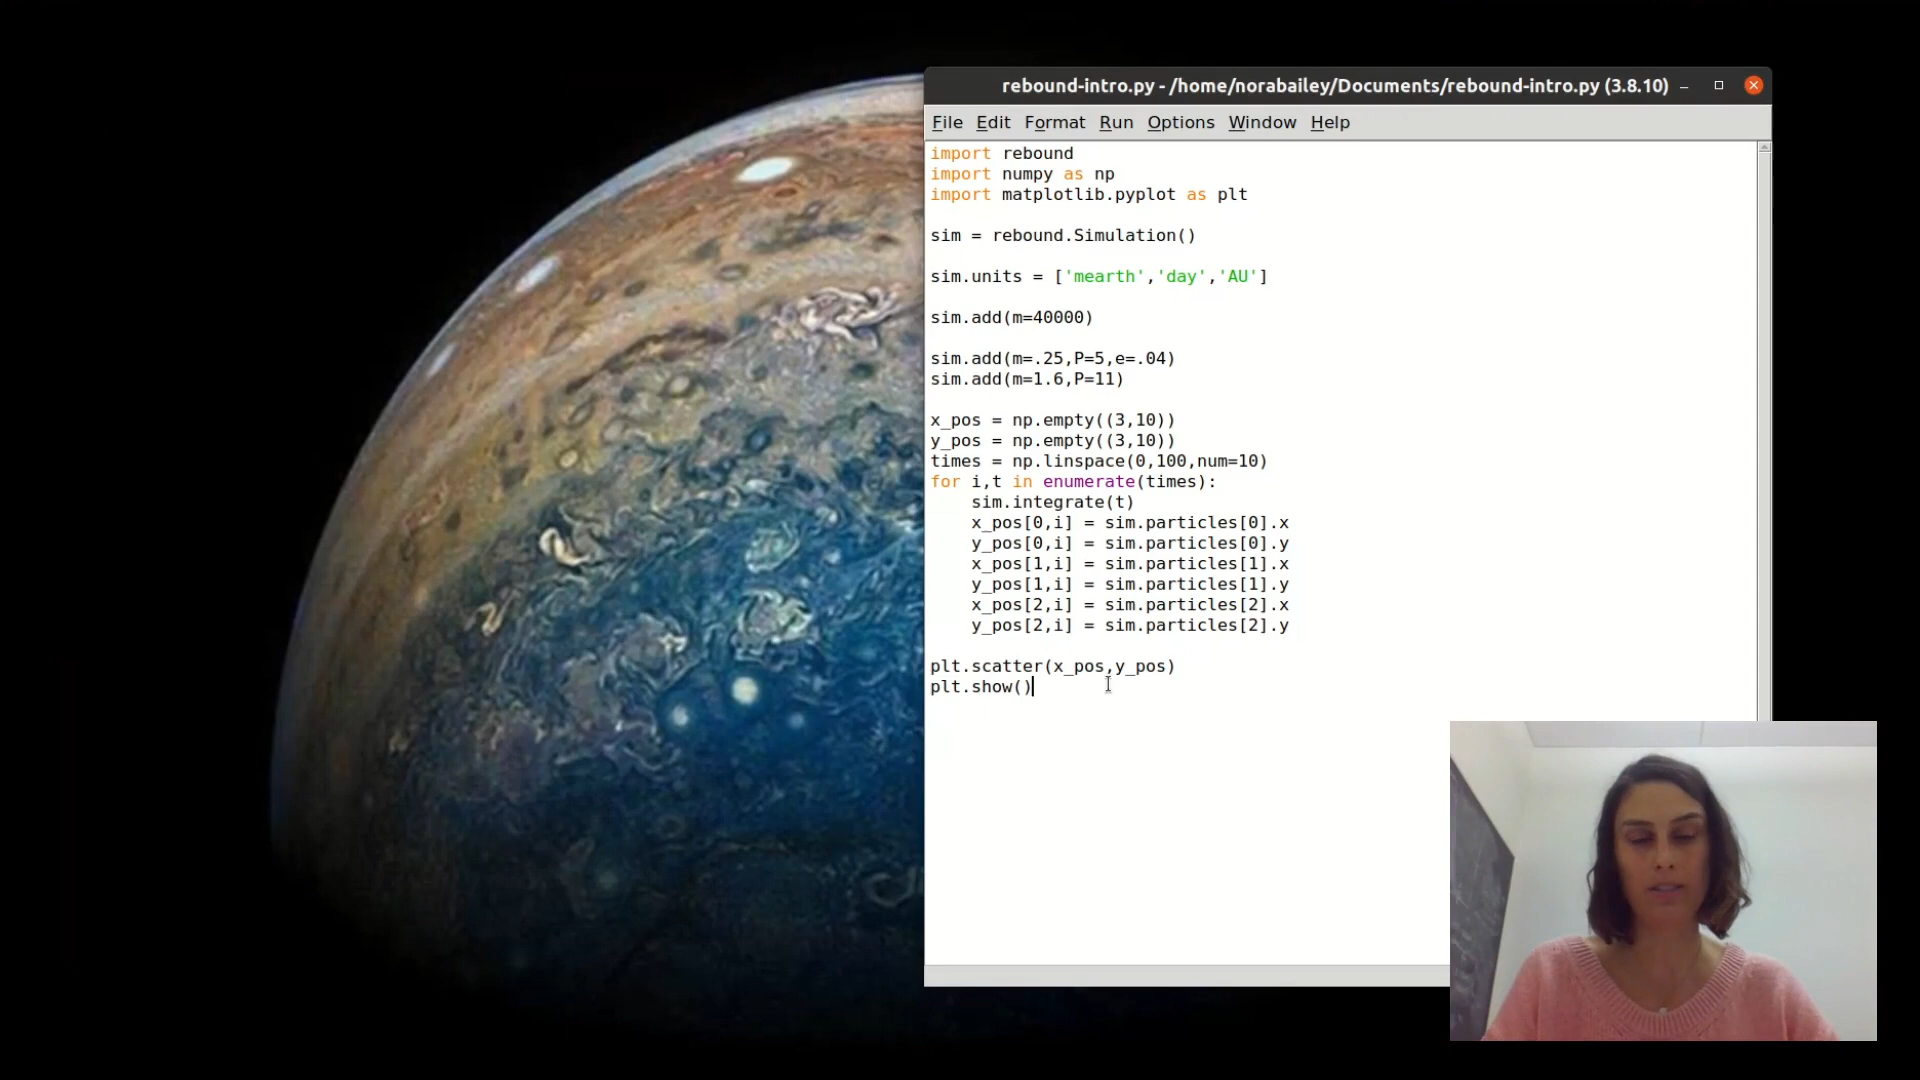 rebound-intro.py - /home/norabailey/Documents/rebound-intro.py (3.8.10)
File Edit Format Run Options Window Help
import rebound
import numpy as np
import matplotlib.pyplot as plt
sim = rebound.Simulation()
sim.units = ['mearth','day','AU']
sim.add(m=40000)
sim.add(m=.25,P=5,e=.04)
sim.add(m=1.6,P=11)
x_pos = np.empty((3,10))
y_pos = np.empty((3,10))
times = np.linspace(0,100,num=10)
for i,t in enumerate(times):
    sim.integrate(t)
    x_pos[0,i] = sim.particles[0].x
    y_pos[0,i] = sim.particles[0].y
    x_pos[1,i] = sim.particles[1].x
    y_pos[1,i] = sim.particles[1].y
    x_pos[2,i] = sim.particles[2].x
    y_pos[2,i] = sim.particles[2].y
plt.scatter(x_pos,y_pos)
plt.show()